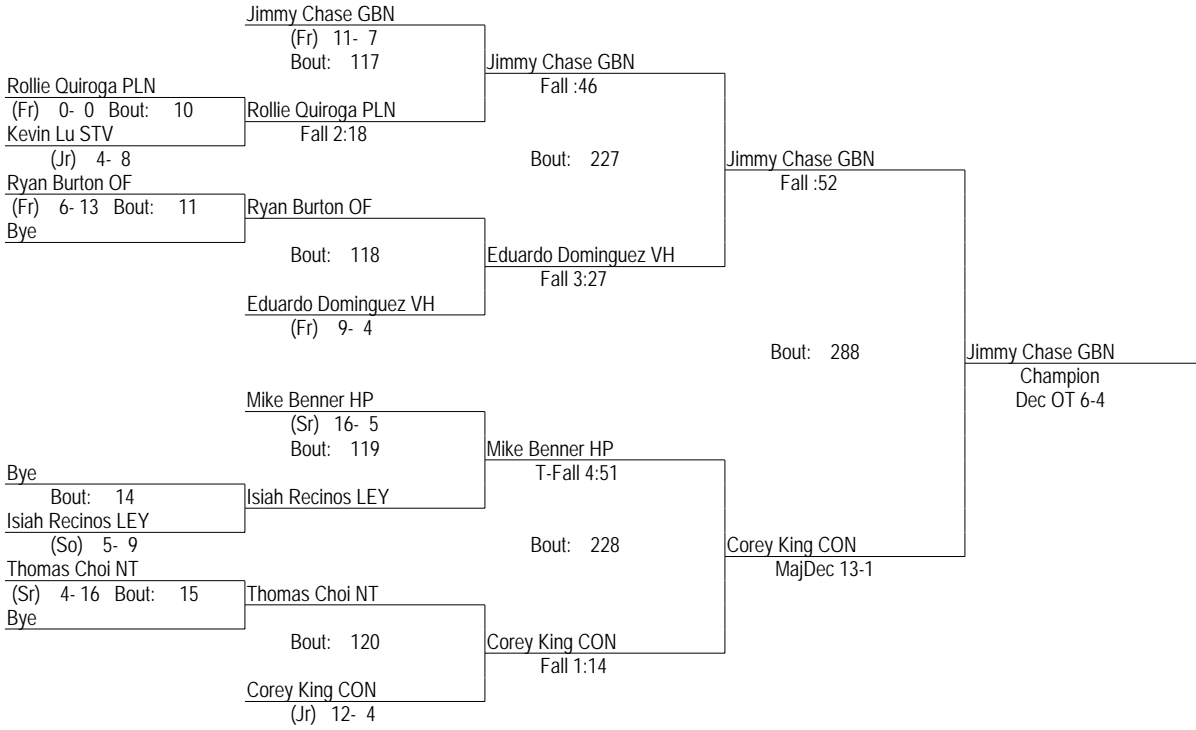 Jimmy Chase GBN
(Fr) 11- 7
Bout: 117
Jimmy Chase GBN
Fall :46
Rollie Quiroga PLN
(Fr) 0- 0 Bout: 10
Rollie Quiroga PLN
Fall 2:18
Kevin Lu STV
(Jr) 4- 8
Bout: 227
Jimmy Chase GBN
Fall :52
Ryan Burton OF
(Fr) 6- 13 Bout: 11
Ryan Burton OF
Bye
Bout: 118
Eduardo Dominguez VH
Fall 3:27
Eduardo Dominguez VH
(Fr) 9- 4
Bout: 288
Jimmy Chase GBN
Champion
Dec OT 6-4
Mike Benner HP
(Sr) 16- 5
Bout: 119
Mike Benner HP
T-Fall 4:51
Bye
Bout: 14
Isiah Recinos LEY
Isiah Recinos LEY
(So) 5- 9
Bout: 228
Corey King CON
MajDec 13-1
Thomas Choi NT
(Sr) 4- 16 Bout: 15
Thomas Choi NT
Bye
Bout: 120
Corey King CON
Fall 1:14
Corey King CON
(Jr) 12- 4